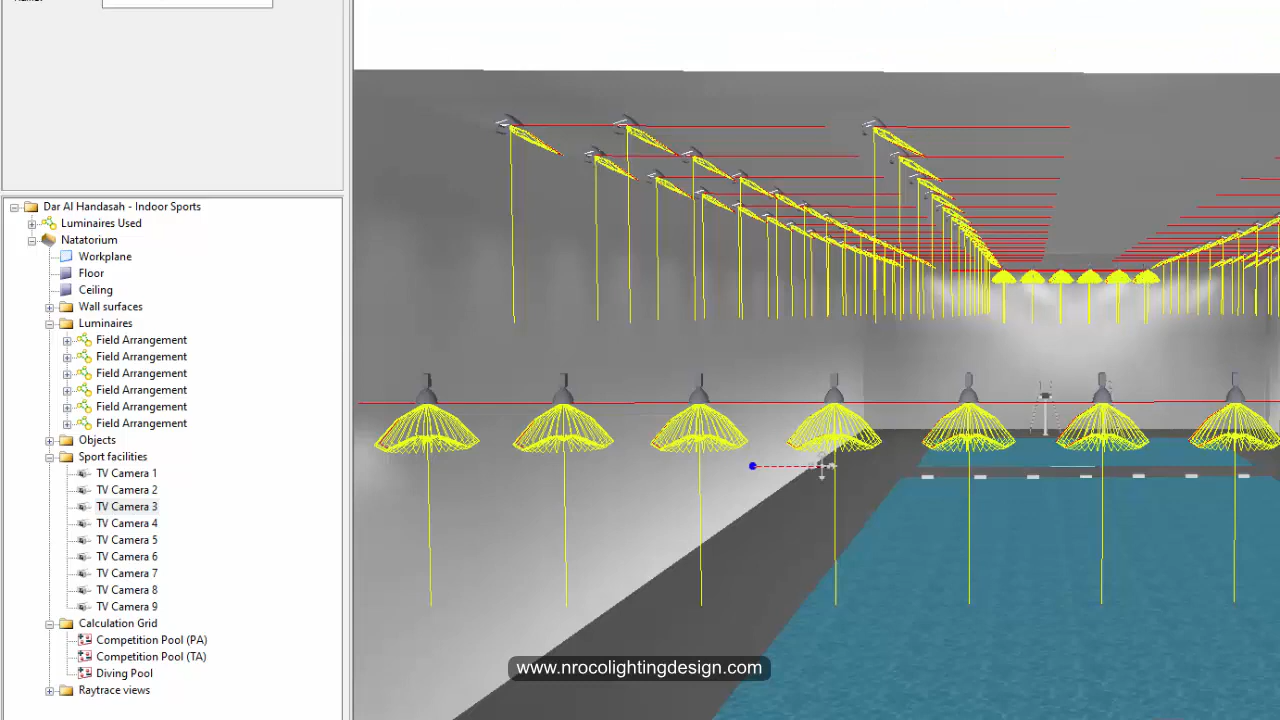 Dar Al Handasah - Indoor Sports
Luminaires Used
Natatorium
Workplane
Floor
Ceiling
Wall surfaces
Luminaires
Field Arrangement
Field Arrangement
Field Arrangement
Field Arrangement
Field Arrangement
Field Arrangement
Objects
Sport facilities
TV Camera 1
TV Camera 2
TV Camera 3
TV Camera 4
TV Camera 5
TV Camera 6
TV Camera 7
TV Camera 8
TV Camera 9
Calculation Grid
Competition Pool (PA)
Competition Pool (TA)
Diving Pool
Raytrace views
www.nrocolightingdesign.com